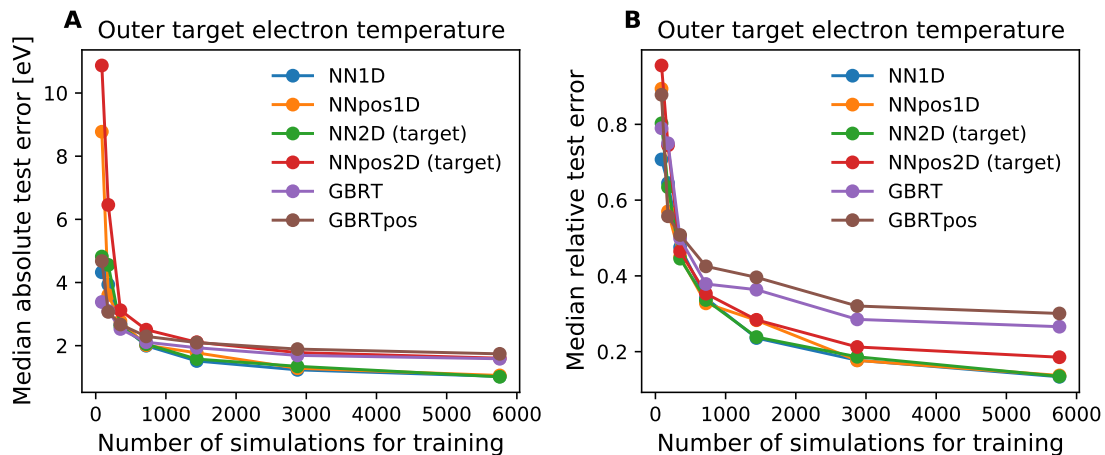 A
Outer target electron temperature
Median absolute test error [eV]
10
8
6
4
2
NN1D
NNpos1D
NN2D (target)
NNpos2D (target)
GBRT
GBRTpos
0 1000 2000 3000 4000 5000 6000
Number of simulations for training
B
Outer target electron temperature
Median relative test error
0.8
0.6
0.4
0.2
NN1D
NNpos1D
NN2D (target)
NNpos2D (target)
GBRT
GBRTpos
0 1000 2000 3000 4000 5000 6000
Number of simulations for training